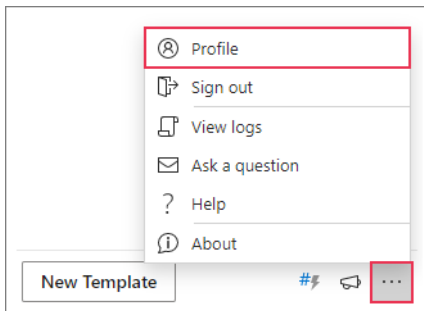 Profile
Sign out
View logs
Ask a question
Help
About
New Template